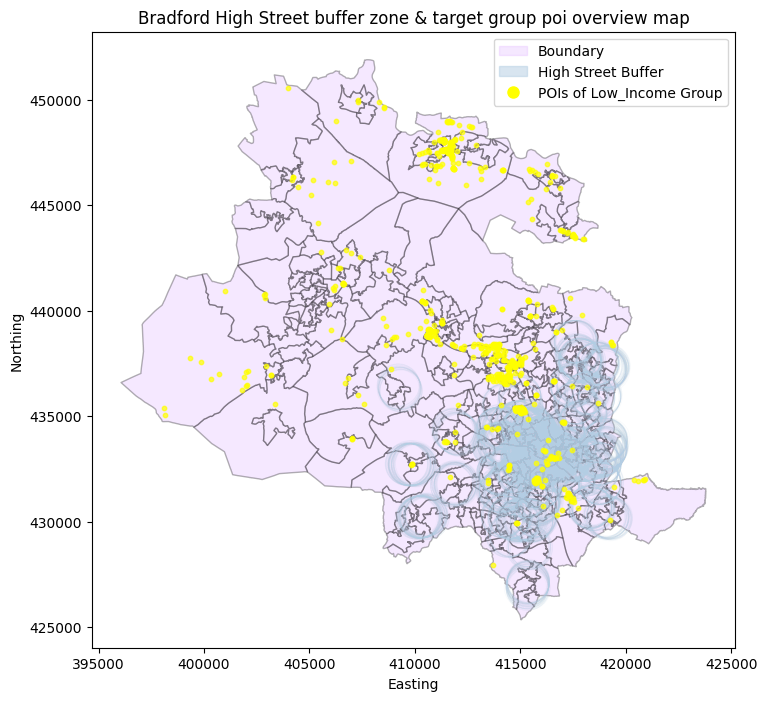 Bradford High Street buffer zone & target group poi overview map
Boundary
High Street Buffer
POIs of Low_Income Group
450000
445000
440000
435000
430000
425000
Northing
395000 400000 405000 410000 415000 420000 425000
Easting